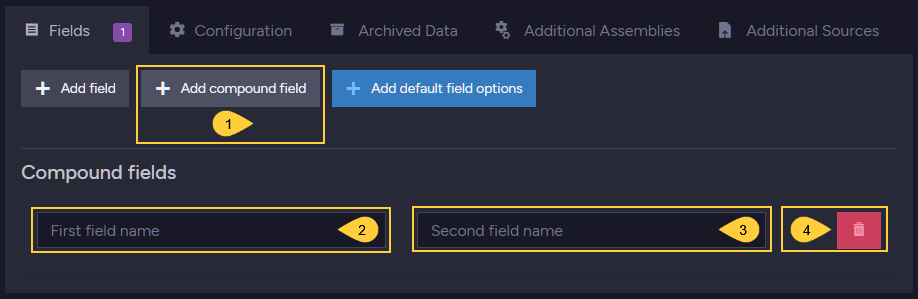 Fields 1 Configuration Archived Data Additional Assemblies Additional Sources
Add field Add compound field Add default field options
1
Compound fields
First field name 2 Second field name 3 4